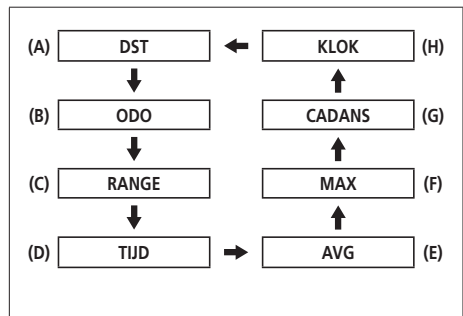 (A) DST KLOK (H)
(B) ODO CADANS (G)
(C) RANGE MAX (F)
(D) TIJD AVG (E)